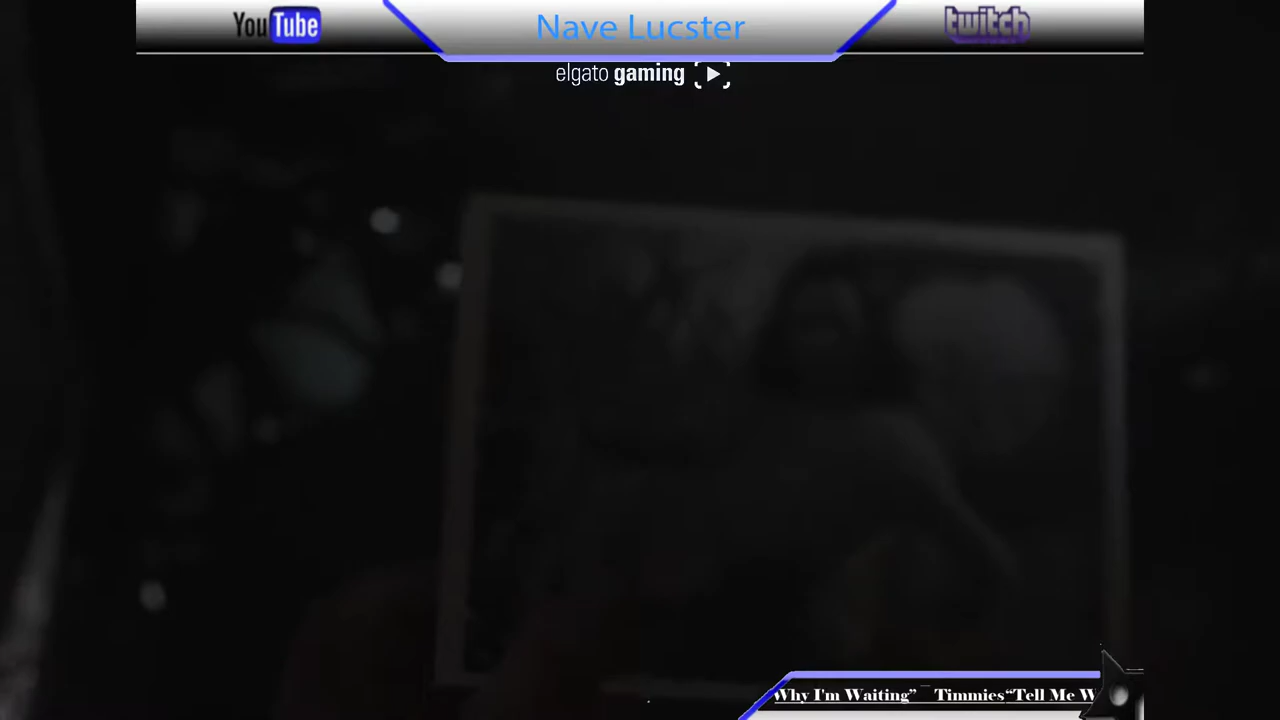 YouTube
Nave Lucster
twitch
elgato gaming
Why I'm Waiting” Timmies“Tell Me W